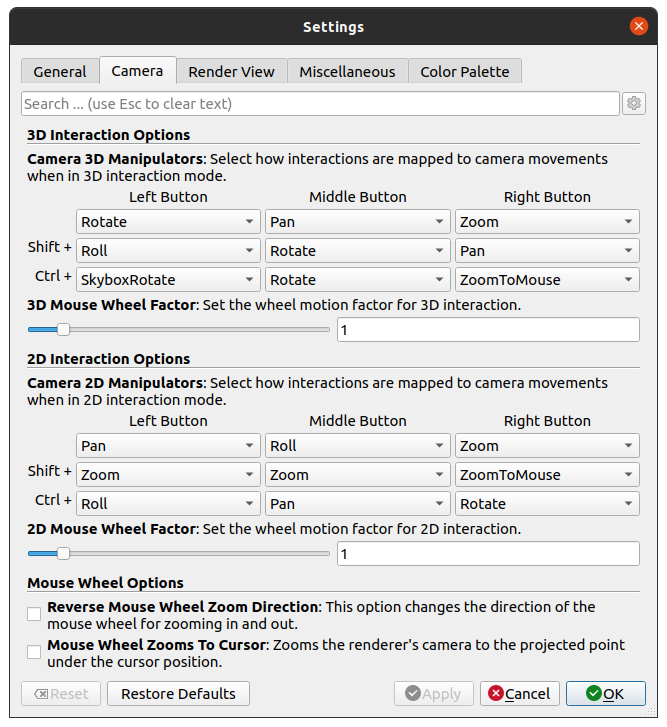 Settings
General Camera Render View Miscellaneous Color Palette
Search ... (use Esc to clear text)
3D Interaction Options
Camera 3D Manipulators: Select how interactions are mapped to camera movements
when in 3D interaction mode.
Left Button Middle Button Right Button
Rotate Pan Zoom
Shift + Roll Rotate Pan
Ctrl + SkyboxRotate Rotate ZoomToMouse
3D Mouse Wheel Factor: Set the wheel motion factor for 3D interaction.
1
2D Interaction Options
Camera 2D Manipulators: Select how interactions are mapped to camera movements
when in 2D interaction mode.
Left Button Middle Button Right Button
Pan Roll Zoom
Shift + Zoom Zoom ZoomToMouse
Ctrl + Roll Pan Rotate
2D Mouse Wheel Factor: Set the wheel motion factor for 2D interaction.
1
Mouse Wheel Options
Reverse Mouse Wheel Zoom Direction: This option changes the direction of the
mouse wheel for zooming in and out.
Mouse Wheel Zooms To Cursor: Zooms the renderer's camera to the projected point
under the cursor position.
Reset Restore Defaults Apply Cancel OK